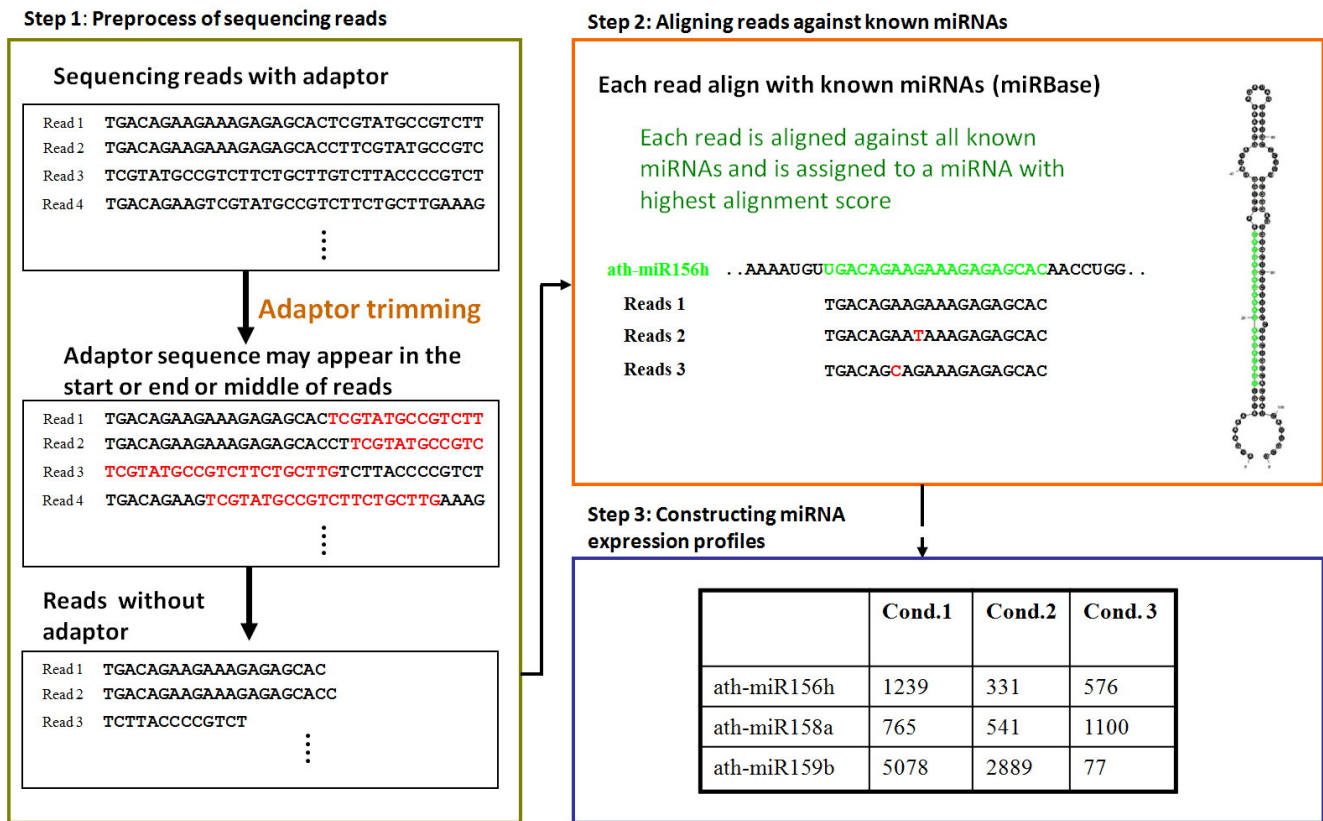 Step 1: Preprocess of sequencing reads
Sequencing reads with adaptor
Read 1 TGACAGAAGAAAGAGAGCACTCGTATGCCGTCTT
Read 2 TGACAGAAGAAAGAGAGCACCTTCGTATGCCGTC
Read 3 TCGTATGCCGTCTTCTGCTTGTCTTACCCCGTCT
Read 4 TGACAGAAGTCGTATGCCGTCTTCTGCTTGAAAG
Adaptor trimming
Adaptor sequence may appear in the
start or end or middle of reads
Read 1 TGACAGAAGAAAGAGAGCACTCGTATGCCGTCTT
Read 2 TGACAGAAGAAAGAGAGCACCTTCGTATGCCGTC
Read 3 TCGTATGCCGTCTTCTGCTTGTCTTACCCCGTCT
Read 4 TGACAGAAGTCGTATGCCGTCTTCTGCTTGAAAG
Reads without
adaptor
Read 1 TGACAGAAGAAAGAGAGCAC
Read 2 TGACAGAAGAAAGAGAGCACC
Read 3 TCTTACCCCGTCT
Step 2: Aligning reads against known miRNAs
Each read align with known miRNAs (miRBase)
Each read is aligned against all known
miRNAs and is assigned to a miRNA with
highest alignment score
ath-miR156h ..AAAAUGUUGACAGAAGAAAGAGAGCACAACCUGG..
Reads 1 TGACAGAAGAAAGAGAGCAC
Reads 2 TGACAGAATAAAGAGAGCAC
Reads 3 TGACAGCAGAAAGAGAGCAC
Step 3: Constructing miRNA
expression profiles
Cond.1 Cond.2 Cond. 3
ath-miR156h 1239 331 576
ath-miR158a 765 541 1100
ath-miR159b 5078 2889 77